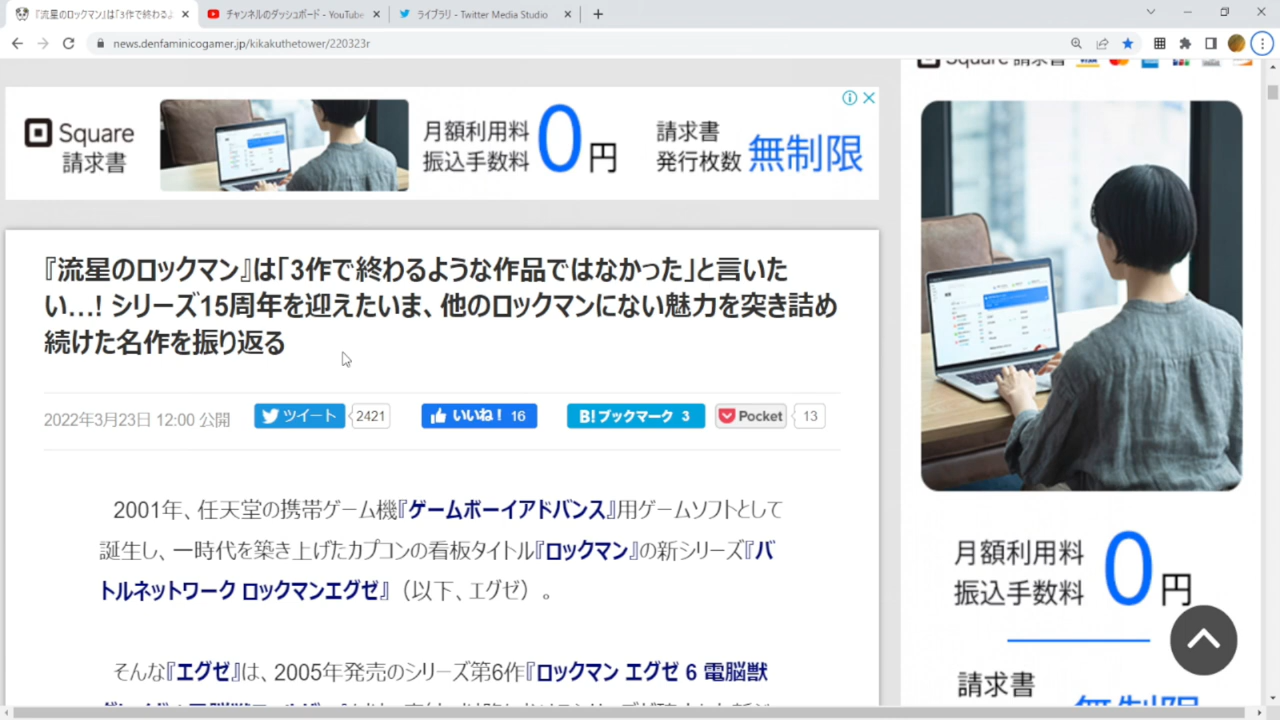 『流星のロックマン』は「3作で終わるよ
チャンネルのダッシュボード - YouTube
ライブラリ - Twitter Media Studio
news.denfaminicogamer.jp/kikakuthetower/220323r
Square 請求書
Square
請求書
月額利用料
振込手数料
0円
請求書
発行枚数
無制限
『流星のロックマン』は「3作で終わるような作品ではなかった」と言いた
い…! シリーズ15周年を迎えたいま、他のロックマンにない魅力を突き詰め
続けた名作を振り返る
2022年3月23日 12:00 公開
ツイート
2421
いいね! 16
B!ブックマーク 3
Pocket
13
2001年、任天堂の携帯ゲーム機『ゲームボーイアドバンス』用ゲームソフトとして
誕生し、一時代を築き上げたカプコンの看板タイトル『ロックマン』の新シリーズ『バ
トルネットワーク ロックマンエグゼ』（以下、エグゼ）。
そんな『エグゼ』は、2005年発売のシリーズ第6作『ロックマン エグゼ 6 電脳獣
月額利用料
振込手数料
0円
請求書
無制限